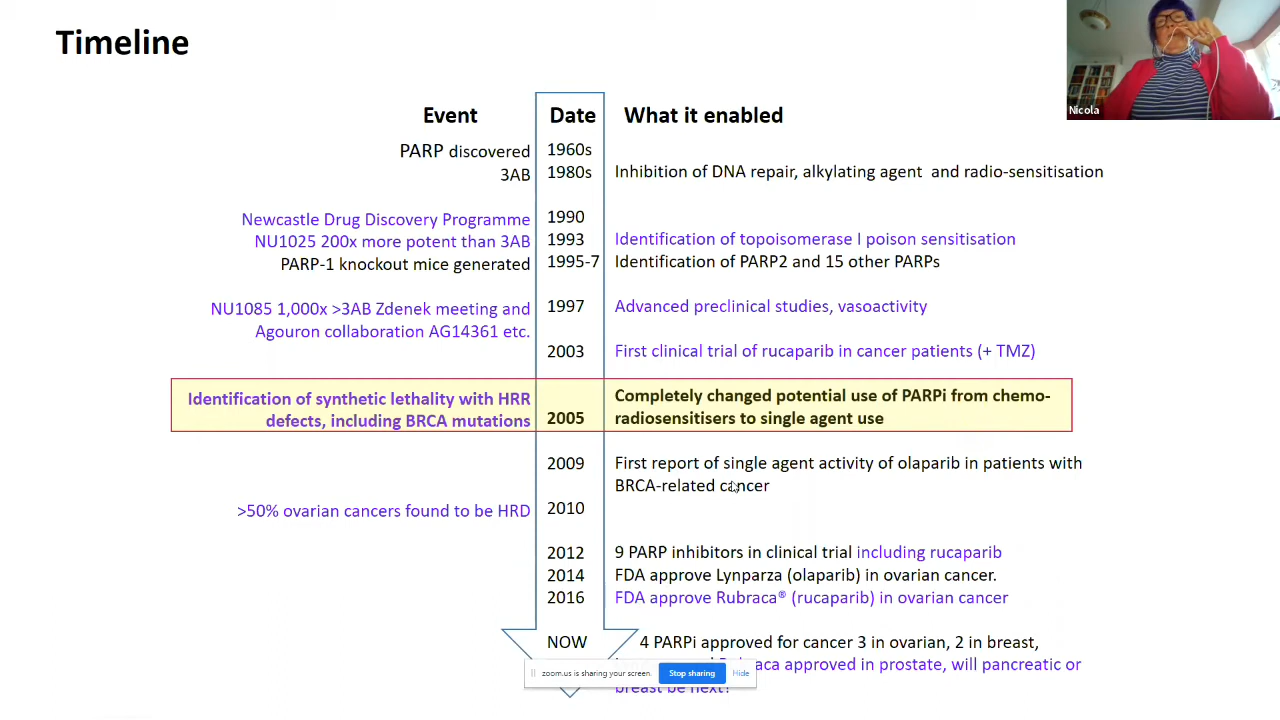 Timeline
Nicola
Event Date What it enabled
PARP discovered 1960s
3AB 1980s Inhibition of DNA repair, alkylating agent and radio-sensitisation
Newcastle Drug Discovery Programme 1990
NU1025 200x more potent than 3AB 1993 Identification of topoisomerase I poison sensitisation
PARP-1 knockout mice generated 1995-7 Identification of PARP2 and 15 other PARPs
NU1085 1,000x >3AB Zdenek meeting and 1997 Advanced preclinical studies, vasoactivity
Agouron collaboration AG14361 etc.
2003 First clinical trial of rucaparib in cancer patients (+ TMZ)
Identification of synthetic lethality with HRR Completely changed potential use of PARPi from chemo-
defects, including BRCA mutations 2005 radiosensitisers to single agent use
2009 First report of single agent activity of olaparib in patients with
BRCA-related cancer
>50% ovarian cancers found to be HRD 2010
2012 9 PARP inhibitors in clinical trial including rucaparib
2014 FDA approve Lynparza (olaparib) in ovarian cancer.
2016 FDA approve Rubraca® (rucaparib) in ovarian cancer
NOW 4 PARPi approved for cancer 3 in ovarian, 2 in breast,
approved in prostate, will pancreatic or
zoom.us is sharing your screen. Stop sharing Hide
breast be next?